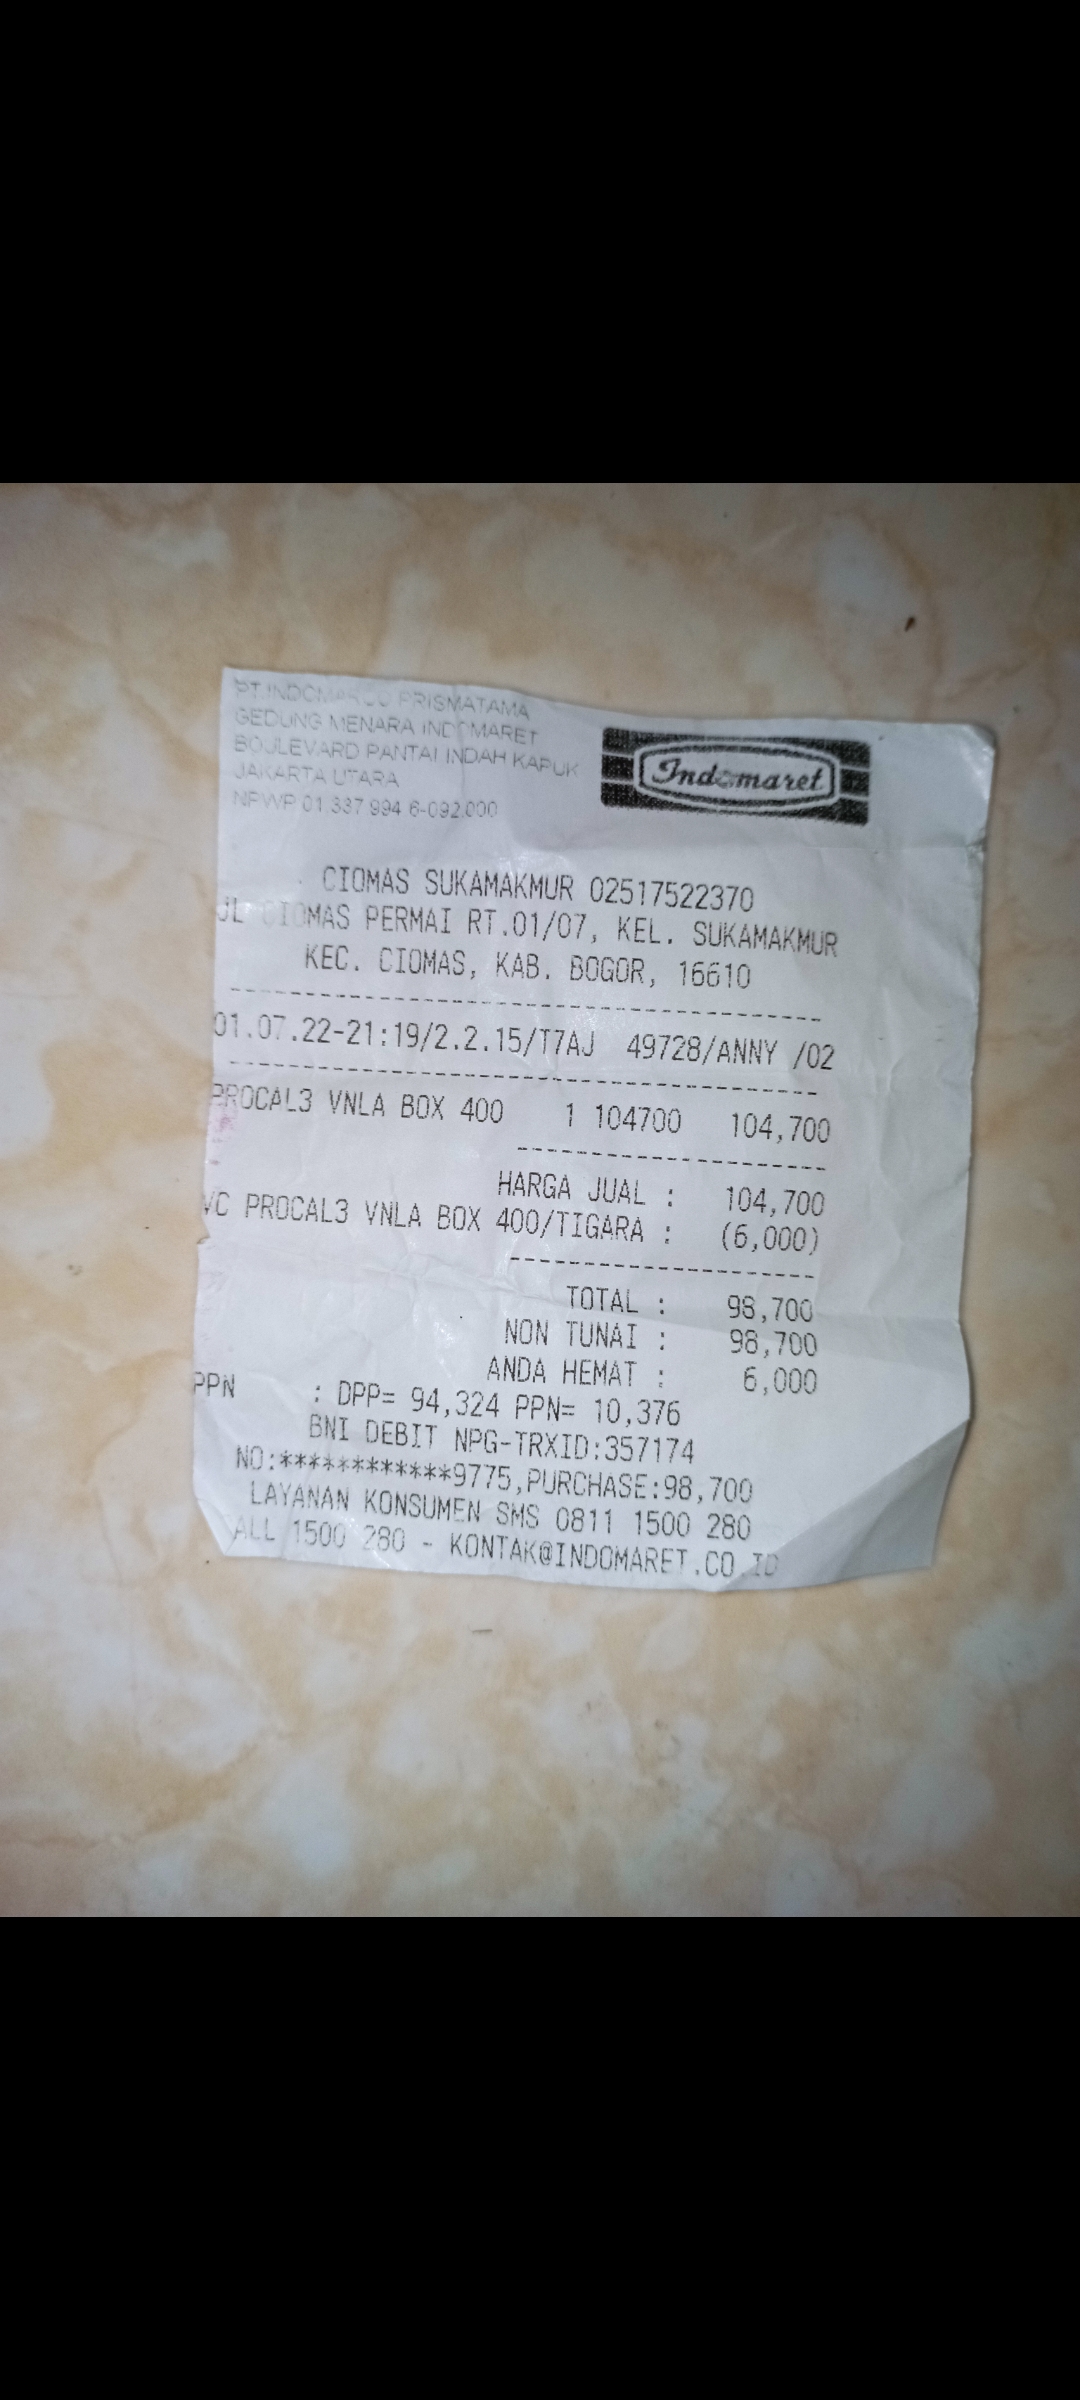 PT.INDOMARCO PRISMATAMA
GEDUNG MENARA INDOMARET
BOULEVARD PANTAI INDAH KAPUK
JAKARTA UTARA
NPWP 01.337.994.6-092.000
Indomaret
CIOMAS SUKAMAKMUR 02517522370
JL CIOMAS PERMAI RT.01/07, KEL. SUKAMAKMUR
KEC. CIOMAS, KAB. BOGOR, 16610
01.07.22-21:19/2.2.15/T7AJ 49728/ANNY /02
PROCAL3 VNLA BOX 400 1 104700 104,700
HARGA JUAL : 104,700
VC PROCAL3 VNLA BOX 400/TIGARA : (6,000)
TOTAL : 98,700
NON TUNAI : 98,700
ANDA HEMAT : 6,000
PPN : DPP= 94,324 PPN= 10,376
BNI DEBIT NPG-TRXID:357174
NO:************9775,PURCHASE:98,700
LAYANAN KONSUMEN SMS 0811 1500 280
ALL 1500 280 - KONTAK@INDOMARET.CO.ID